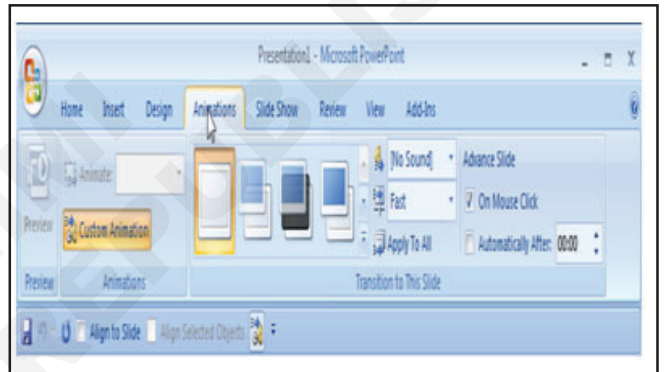 Presentation1 - Microsoft PowerPoint
Home Insert Design Animations Slide Show Review View Add-Ins
Animate: [No Sound] Advance Slide
Custom Animation Fast On Mouse Click
Preview Apply To All Automatically After: 00:00
Preview Animations Transition to This Slide
Align to Slide Align Selected Objects